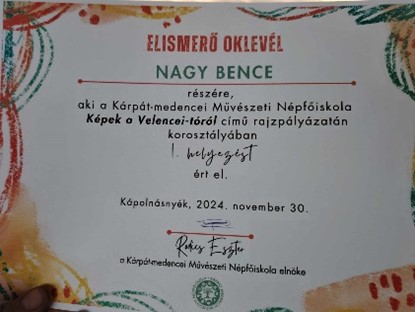 ELISMERŐ OKLEVÉL
NAGY BENCE
részére,
aki a Kárpát-medencei Művészeti Népfőiskola
Képek a Velencei-tóról című rajzpályázatán
korosztályában
I. helyezést
ért el.
Kápolnásnyék, 2024. november 30.
Eszter
a Kárpát-medencei Művészeti Népfőiskola elnöke